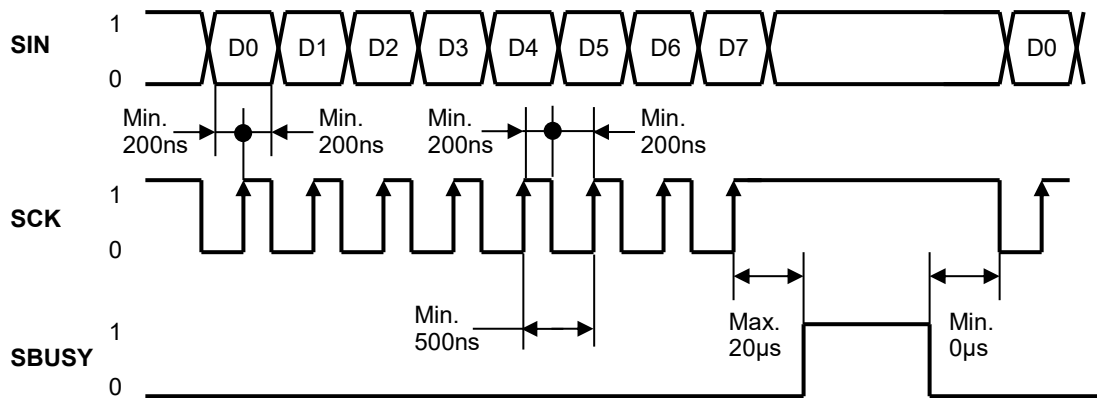 1
SIN
D0 D1 D2 D3 D4 D5 D6 D7 D0
0
Min. Min. Min. Min.
200ns 200ns 200ns 200ns
1
SCK
0
Min. Max. Min.
500ns 20µs 0µs
1
SBUSY
0